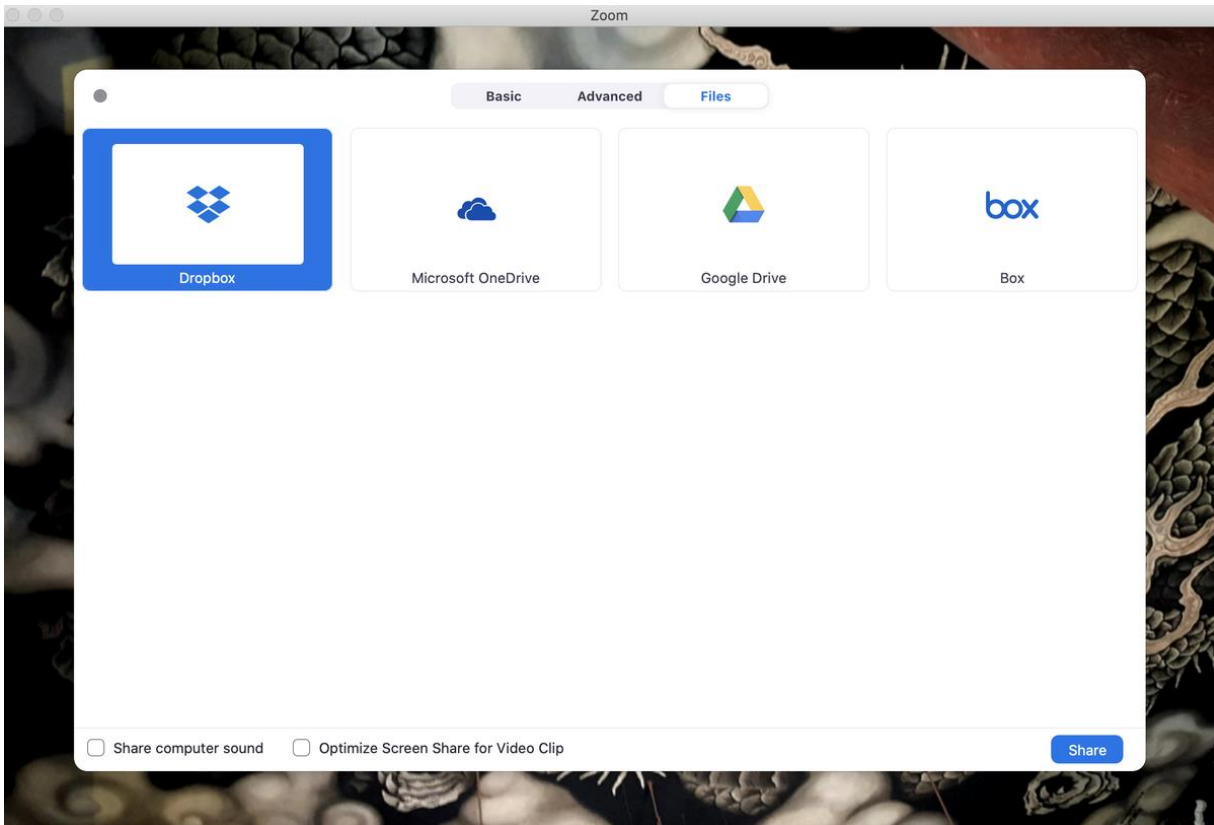 Zoom
Basic Advanced Files
box
Dropbox Microsoft OneDrive Google Drive Box
Share computer sound Optimize Screen Share for Video Clip Share